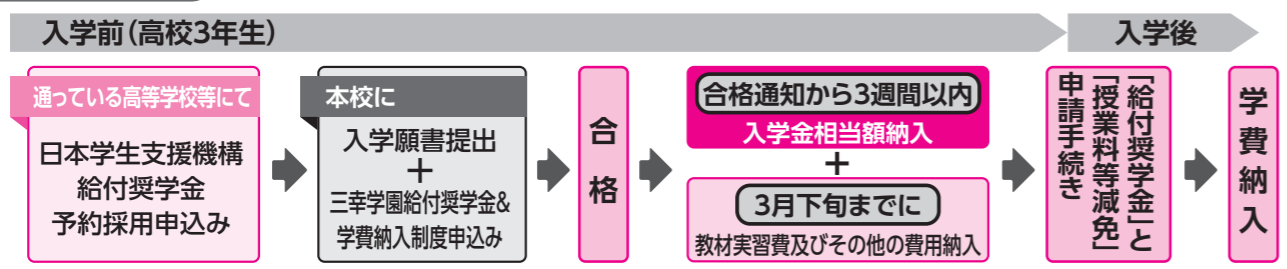 入学前（高校3年生）
入学後
通っている高等学校等にて
日本学生支援機構
給付奨学金
予約採用申込み
本校に
入学願書提出
＋
三幸学園給付奨学金&
学費納入制度申込み
合格
合格通知から3週間以内
入学金相当額納入
＋
3月下旬までに
教材実習費及びその他の費用納入
「給付奨学金」と
「授業料等減免」
申請手続き
学費納入